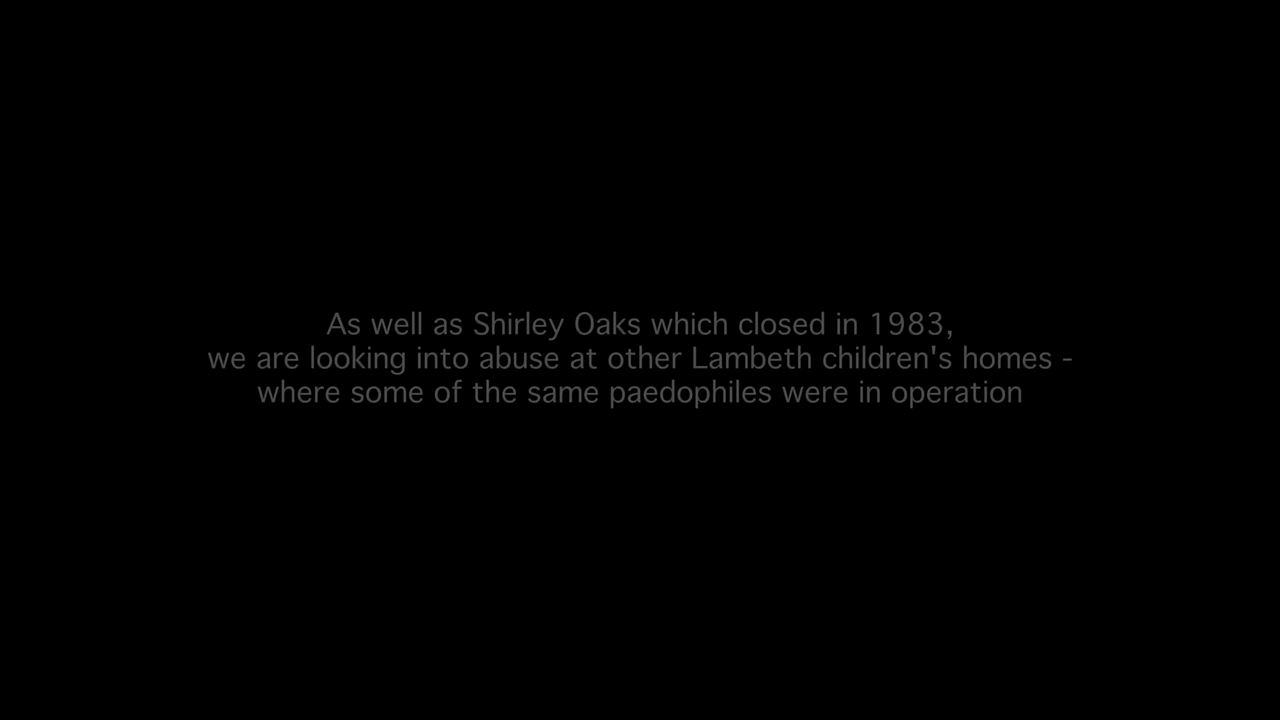 As well as Shirley Oaks which closed in 1983,
we are looking into abuse at other Lambeth children's homes -
where some of the same paedophiles were in operation